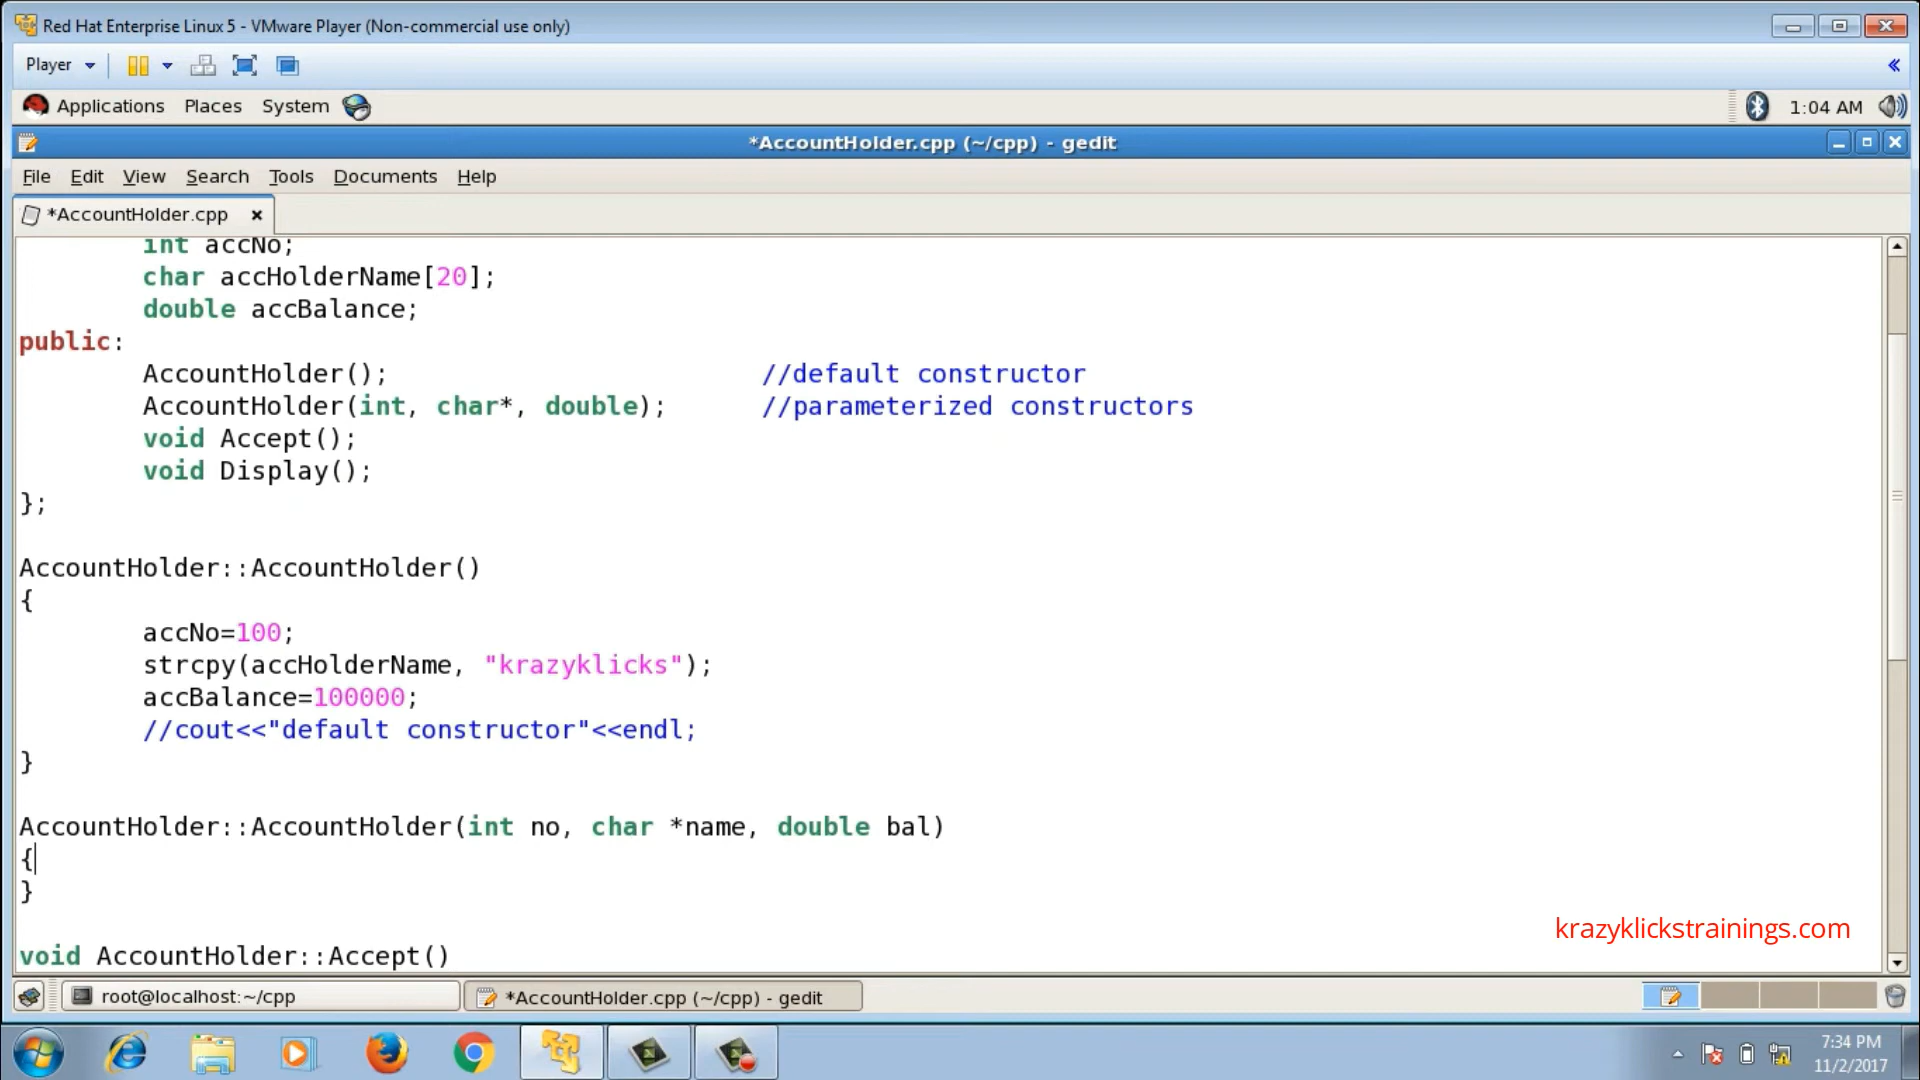 Red Hat Enterprise Linux 5 - VMware Player (Non-commercial use only)
Player
Applications Places System 1:04 AM
*AccountHolder.cpp (~/cpp) - gedit
File Edit View Search Tools Documents Help
*AccountHolder.cpp
int accNo;
char accHolderName[20];
double accBalance;
public:
AccountHolder(); //default constructor
AccountHolder(int, char*, double); //parameterized constructors
void Accept();
void Display();
};
AccountHolder::AccountHolder()
{
accNo=100;
strcpy(accHolderName, "krazyklicks");
accBalance=100000;
//cout<<"default constructor"<<endl;
}
AccountHolder::AccountHolder(int no, char *name, double bal)
{
}
krazyklickstrainings.com
void AccountHolder::Accept()
root@localhost:~/cpp *AccountHolder.cpp (~/cpp) - gedit
7:34 PM
11/2/2017